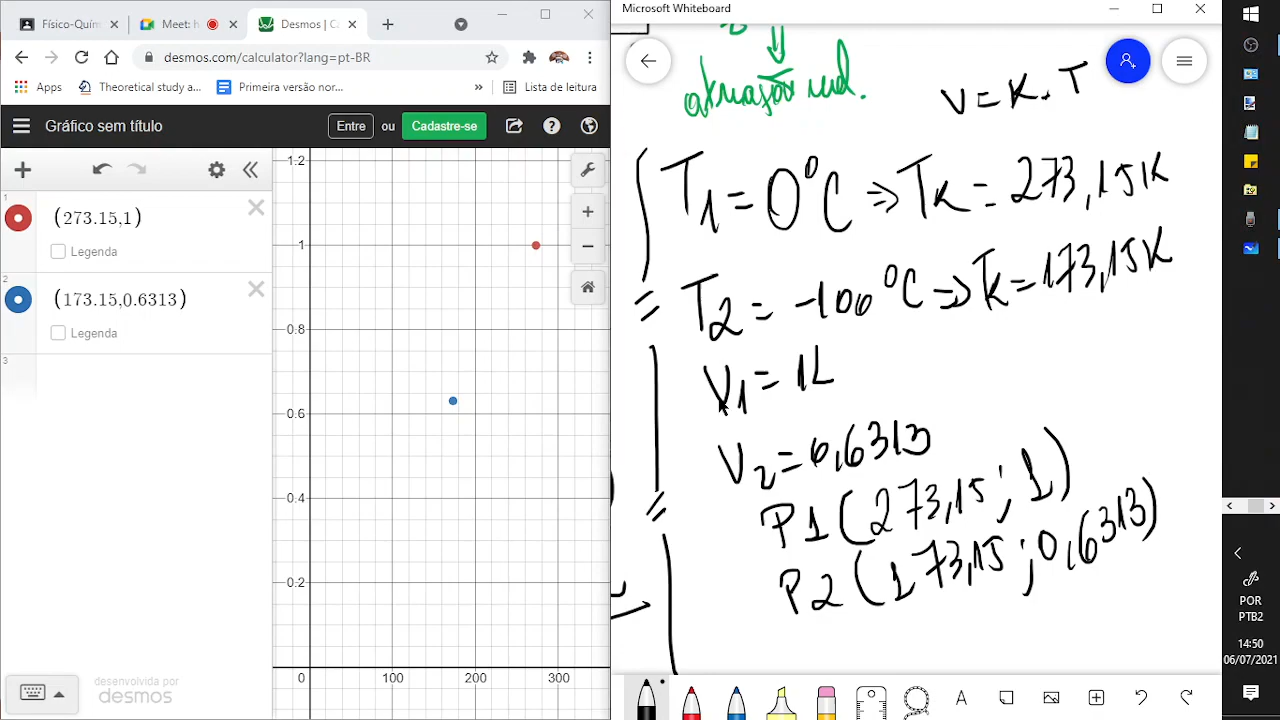 Físico-Quím
Meet: h
Desmos | Ca
desmos.com/calculator?lang=pt-BR
Apps
Theoretical study a...
Primeira versão nor...
»
Lista de leitura
Gráfico sem título
Entre
ou
Cadastre-se
1
(273.15,1)
Legenda
2
(173.15,0.6313)
Legenda
3
1.2
1
0.8
0.6
0.4
0.2
0
100
200
300
desenvolvida por
desmos
Microsoft Whiteboard
V = K . T
T1 = 0°C ⇒ TK = 273,15K
T2 = -100°C ⇒ TK = 173,15K
V1 = 1L
V2 = 0,6313
P1 (273,15 ; 1)
P2 (173,15 ; 0,6313)
POR
PTB2
14:50
06/07/2021